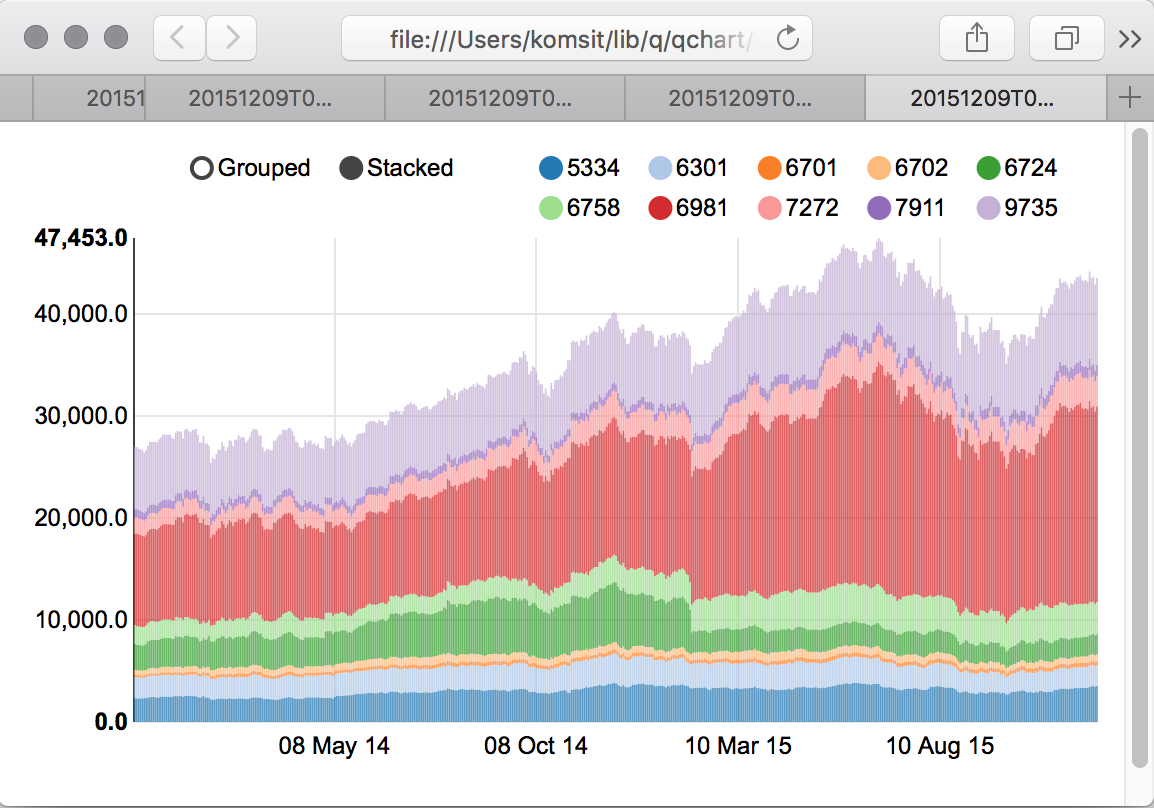 file:///Users/komsit/lib/q/qchart/
20151 20151209T0... 20151209T0... 20151209T0... 20151209T0...
Grouped Stacked 5334 6301 6701 6702 6724
6758 6981 7272 7911 9735
47,453.0
40,000.0
30,000.0
20,000.0
10,000.0
0.0
08 May 14 08 Oct 14 10 Mar 15 10 Aug 15